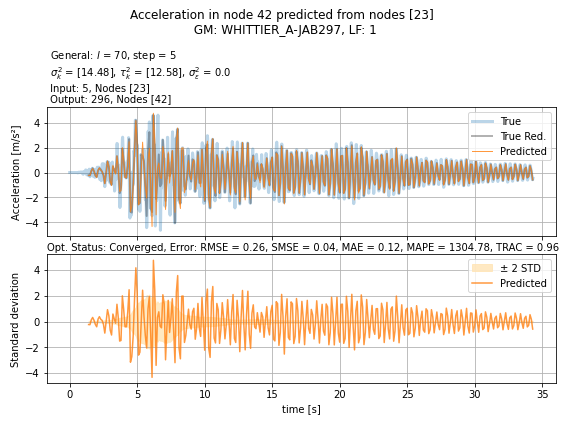 Acceleration in node 42 predicted from nodes [23]
GM: WHITTIER_A-JAB297, LF: 1
General: l = 70, step = 5
σ²ₖ = [14.48], τ²ₖ = [12.58], σ²ε = 0.0
Input: 5, Nodes [23]
Output: 296, Nodes [42]
Acceleration [m/s²]
4
2
0
−2
−4
True
True Red.
Predicted
Opt. Status: Converged, Error: RMSE = 0.26, SMSE = 0.04, MAE = 0.12, MAPE = 1304.78, TRAC = 0.96
Standard deviation
4
2
0
−2
−4
± 2 STD
Predicted
0 5 10 15 20 25 30 35
time [s]